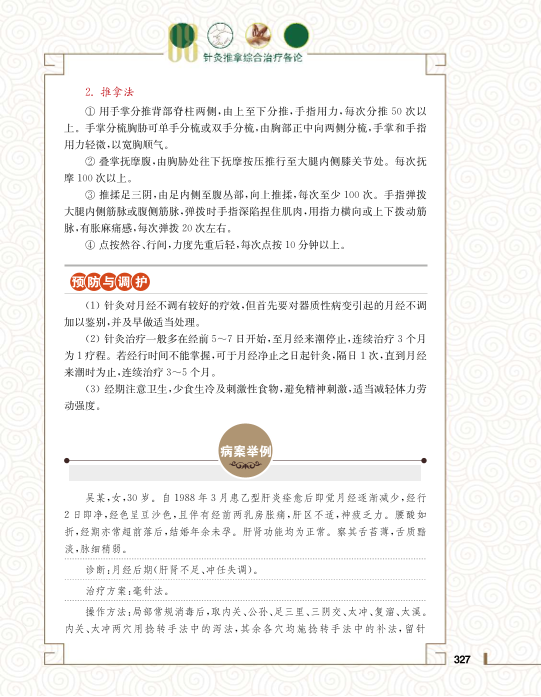 08
针灸推拿综合治疗备论
2. 推拿法
① 用手掌分推背部脊柱两侧,由上至下分推,手指用力,每次分推 50 次以
上。手掌分梳胸胁可单手分梳或双手分梳,由胸部正中向两侧分梳,手掌和手指
用力轻微,以宽胸顺气。
② 叠掌抚摩腹,由胸胁处往下抚摩按压推行至大腿内侧膝关节处。每次抚
摩 100 次以上。
③ 推揉足三阴,由足内侧至腹丛部,向上推揉,每次至少 100 次。手指弹拨
大腿内侧筋脉或腹侧筋脉,弹拨时手指深陷捏住肌肉,用指力横向或上下拨动筋
脉,有胀麻痛感,每次弹拨 20 次左右。
④ 点按然谷、行间,力度先重后轻,每次点按 10 分钟以上。
预防与调护
(1) 针灸对月经不调有较好的疗效,但首先要对器质性病变引起的月经不调
加以鉴别,并及早做适当处理。
(2) 针灸治疗一般多在经前 5~7 日开始,至月经来潮停止,连续治疗 3 个月
为 1 疗程。若经行时间不能掌握,可于月经净止之日起针灸,隔日 1 次,直到月经
来潮时为止,连续治疗 3~5 个月。
(3) 经期注意卫生,少食生冷及刺激性食物,避免精神刺激,适当减轻体力劳
动强度。
病案举例
吴某,女,30 岁。自 1988 年 3 月患乙型肝炎痊愈后即觉月经逐渐减少,经行
2 日即净,经色呈豆沙色,且伴有经前两乳房胀痛,肝区不适,神疲乏力。腰酸如
折,经期亦常超前落后,结婚年余未孕。肝肾功能均为正常。察其舌苔薄,舌质黯
淡,脉细稍弱。
诊断:月经后期(肝肾不足、冲任失调)。
治疗方案:毫针法。
操作方法:局部常规消毒后,取内关、公孙、足三里、三阴交、太冲、复溜、太溪。
内关、太冲两穴用捻转手法中的泻法,其余各穴均施捻转手法中的补法,留针
327